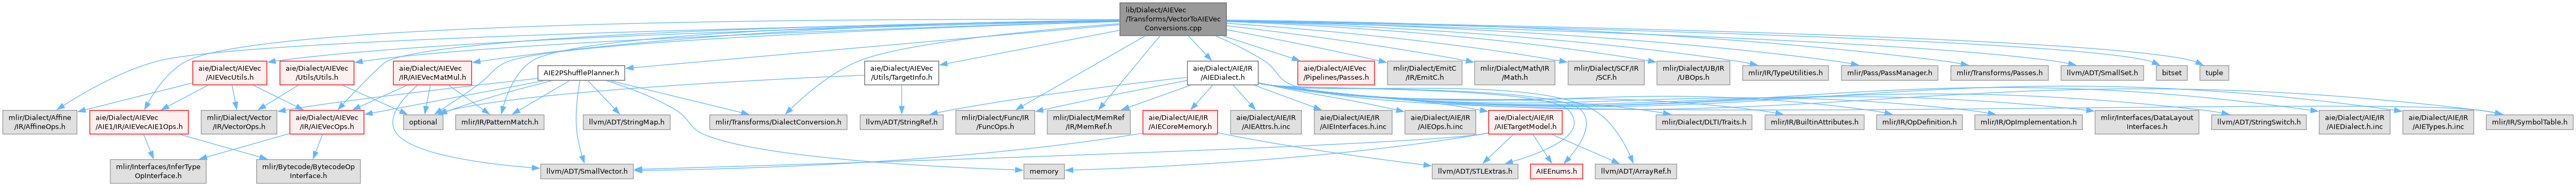 lib/Dialect/AIEVec
/Transforms/VectorToAIEVec
Conversions.cpp
aie/Dialect/AIEVec
/AIEVecUtils.h
aie/Dialect/AIEVec
/Utils/Utils.h
aie/Dialect/AIEVec
/IR/AIEVecMatMul.h
AIE2PShufflePlanner.h
aie/Dialect/AIEVec
/Utils/TargetInfo.h
aie/Dialect/AIE/IR
/AIEDialect.h
aie/Dialect/AIEVec
/Pipelines/Passes.h
mlir/Dialect/EmitC
/IR/EmitC.h
mlir/Dialect/Math/IR
/Math.h
mlir/Dialect/SCF/IR
/SCF.h
mlir/Dialect/UB/IR
/UBOps.h
mlir/IR/TypeUtilities.h
mlir/Pass/PassManager.h
mlir/Transforms/Passes.h
llvm/ADT/SmallSet.h
bitset
tuple
mlir/Dialect/Affine
/IR/AffineOps.h
aie/Dialect/AIEVec
/AIE1/IR/AIEVecAIE1Ops.h
mlir/Dialect/Vector
/IR/VectorOps.h
aie/Dialect/AIEVec
/IR/AIEVecOps.h
optional
mlir/IR/PatternMatch.h
llvm/ADT/StringMap.h
mlir/Transforms/DialectConversion.h
llvm/ADT/StringRef.h
mlir/Dialect/Func/IR
/FuncOps.h
mlir/Dialect/MemRef
/IR/MemRef.h
aie/Dialect/AIE/IR
/AIECoreMemory.h
aie/Dialect/AIE/IR
/AIEAttrs.h.inc
aie/Dialect/AIE/IR
/AIEInterfaces.h.inc
aie/Dialect/AIE/IR
/AIEOps.h.inc
aie/Dialect/AIE/IR
/AIETargetModel.h
mlir/Dialect/DLTI/Traits.h
mlir/IR/BuiltinAttributes.h
mlir/IR/OpDefinition.h
mlir/IR/OpImplementation.h
mlir/Interfaces/DataLayout
Interfaces.h
llvm/ADT/StringSwitch.h
aie/Dialect/AIE/IR
/AIEDialect.h.inc
aie/Dialect/AIE/IR
/AIETypes.h.inc
mlir/IR/SymbolTable.h
mlir/Interfaces/InferType
OpInterface.h
mlir/Bytecode/BytecodeOp
Interface.h
llvm/ADT/SmallVector.h
memory
llvm/ADT/STLExtras.h
AIEEnums.h
llvm/ADT/ArrayRef.h